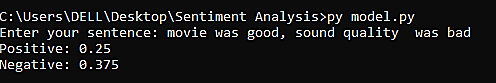 C:\Users\DELL\Desktop\Sentiment Analysis>py model.py
Enter your sentence: movie was good, sound quality  was bad
Positive: 0.25
Negative: 0.375